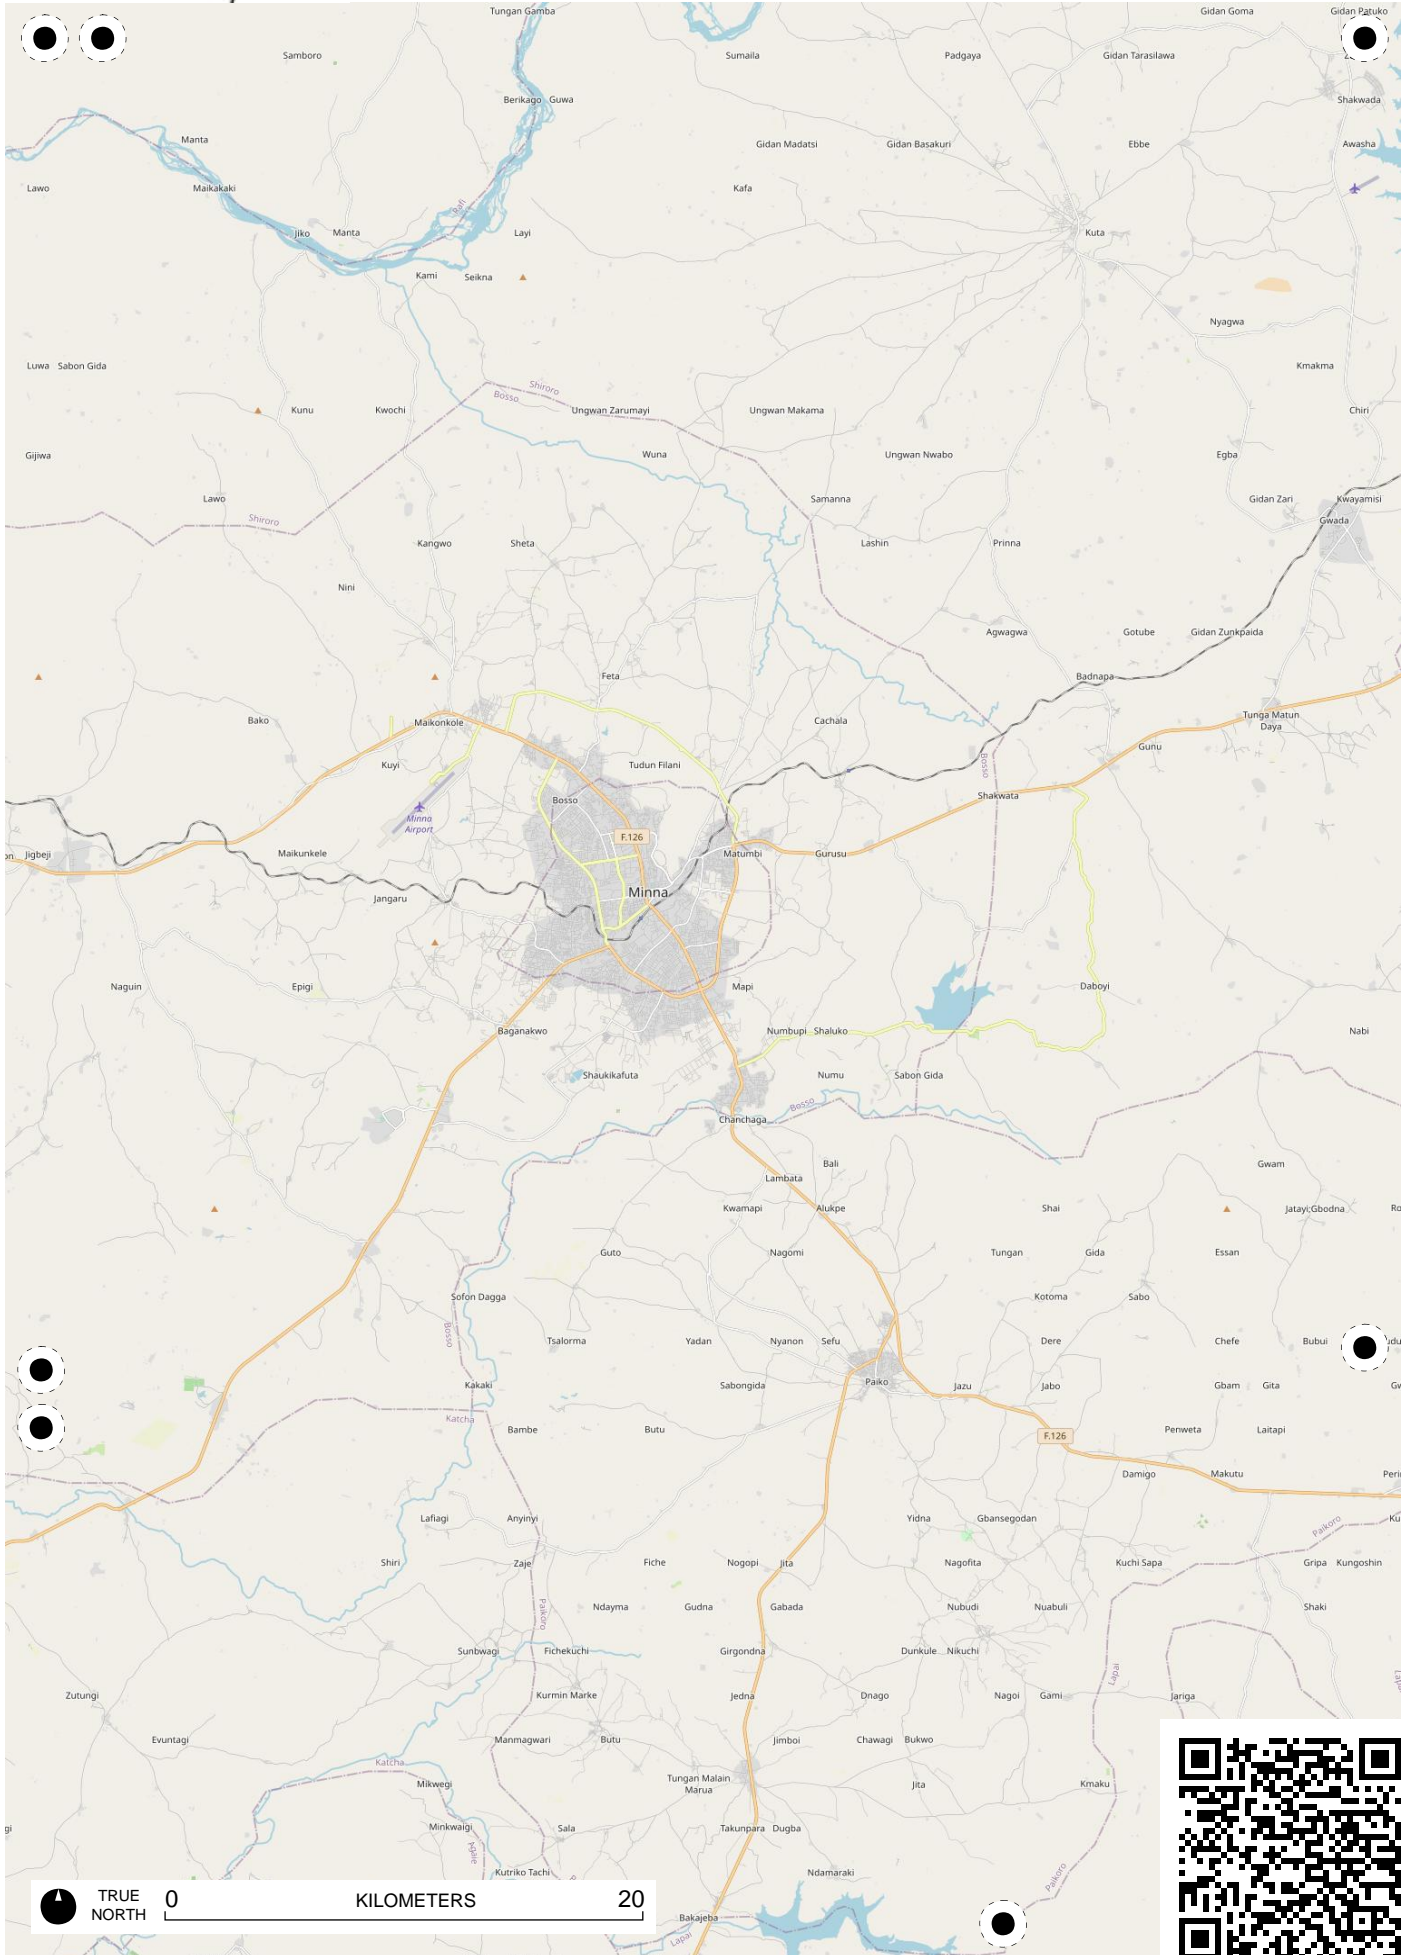 Tungan Gamba
Gidan Goma
Gidan Patuko
Samboro
Sumaila
Padgaya
Gidan Tarasilawa
Berikago
Guwa
Shakwada
Manta
Gidan Madatsi
Gidan Basakuri
Ebbe
Awasha
Lawo
Maikakaki
Kafa
Rafi
Jiko
Manta
Layi
Kuta
Kami
Seikna
Nyagwa
Luwa
Sabon Gida
Kmakma
Shiroro
Bosso
Kunu
Kwochi
Ungwan Zarumayi
Ungwan Makama
Chiri
Gijiwa
Wuna
Ungwan Nwabo
Egba
Lawo
Samanna
Gidan Zari
Kwayamisi
Shiroro
Gwada
Kangwo
Sheta
Lashin
Prinna
Nini
Agwagwa
Gotube
Gidan Zunkpaida
Feta
Badnapa
Bako
Maikonkole
Cachala
Tunga Matun
Daya
Gunu
Kuyi
Tudun Filani
Bosso
Bosso
Shakwata
Minna
Airport
F.126
Jigbeji
Maikunkele
Matumbi
Gurusu
Minna
Jangaru
Naguin
Epigi
Mapi
Daboyi
Baganakwo
Numbupi
Shaluko
Nabi
Shaukikafuta
Numu
Sabon Gida
Bosso
Chanchaga
Bali
Gwam
Lambata
Kwamapi
Alukpe
Shai
Jatayi;Gbodna
Guto
Nagomi
Tungan
Gida
Essan
Sofon Dagga
Kotoma
Sabo
Bosso
Tsalorma
Yadan
Nyanon
Sefu
Dere
Chefe
Bubui
Kakaki
Sabongida
Paiko
Jazu
Jabo
Gbam
Gita
Katcha
Bambe
Butu
F.126
Penweta
Laitapi
Damigo
Makutu
Lafiagi
Anyinyi
Yidna
Gbansegodan
Paikoro
Shiri
Zaje
Fiche
Nogopi
Jita
Nagofita
Kuchi Sapa
Gripa
Kungoshin
Paikoro
Ndayma
Gudna
Gabada
Nubudi
Nuabuli
Shaki
Sunbwagi
Fichekuchi
Girgondna
Dunkule
Nikuchi
Lapai
Zutungi
Kurmin Marke
Jedna
Dnago
Nagoi
Gami
Jariga
Evuntagi
Manmagwari
Butu
Jimboi
Chawagi
Bukwo
Katcha
Mikwegi
Tungan Malain
Marua
Jita
Kmaku
Minkwaigi
Sala
Takunpara
Dugba
Agaie
Kutriko Tachi
Ndamaraki
Paikoro
TRUE
NORTH
0
KILOMETERS
20
Bakajeba
Lapai